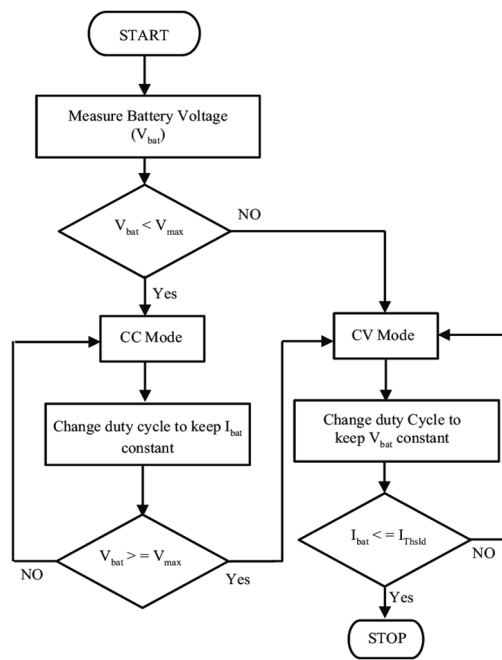 START
Measure Battery Voltage
(V_bat)
V_bat < V_max
NO
Yes
CC Mode
CV Mode
Change duty cycle to keep I_bat
constant
Change duty Cycle to
keep V_bat constant
V_bat > = V_max
NO
Yes
I_bat < = I_Thsld
NO
Yes
STOP